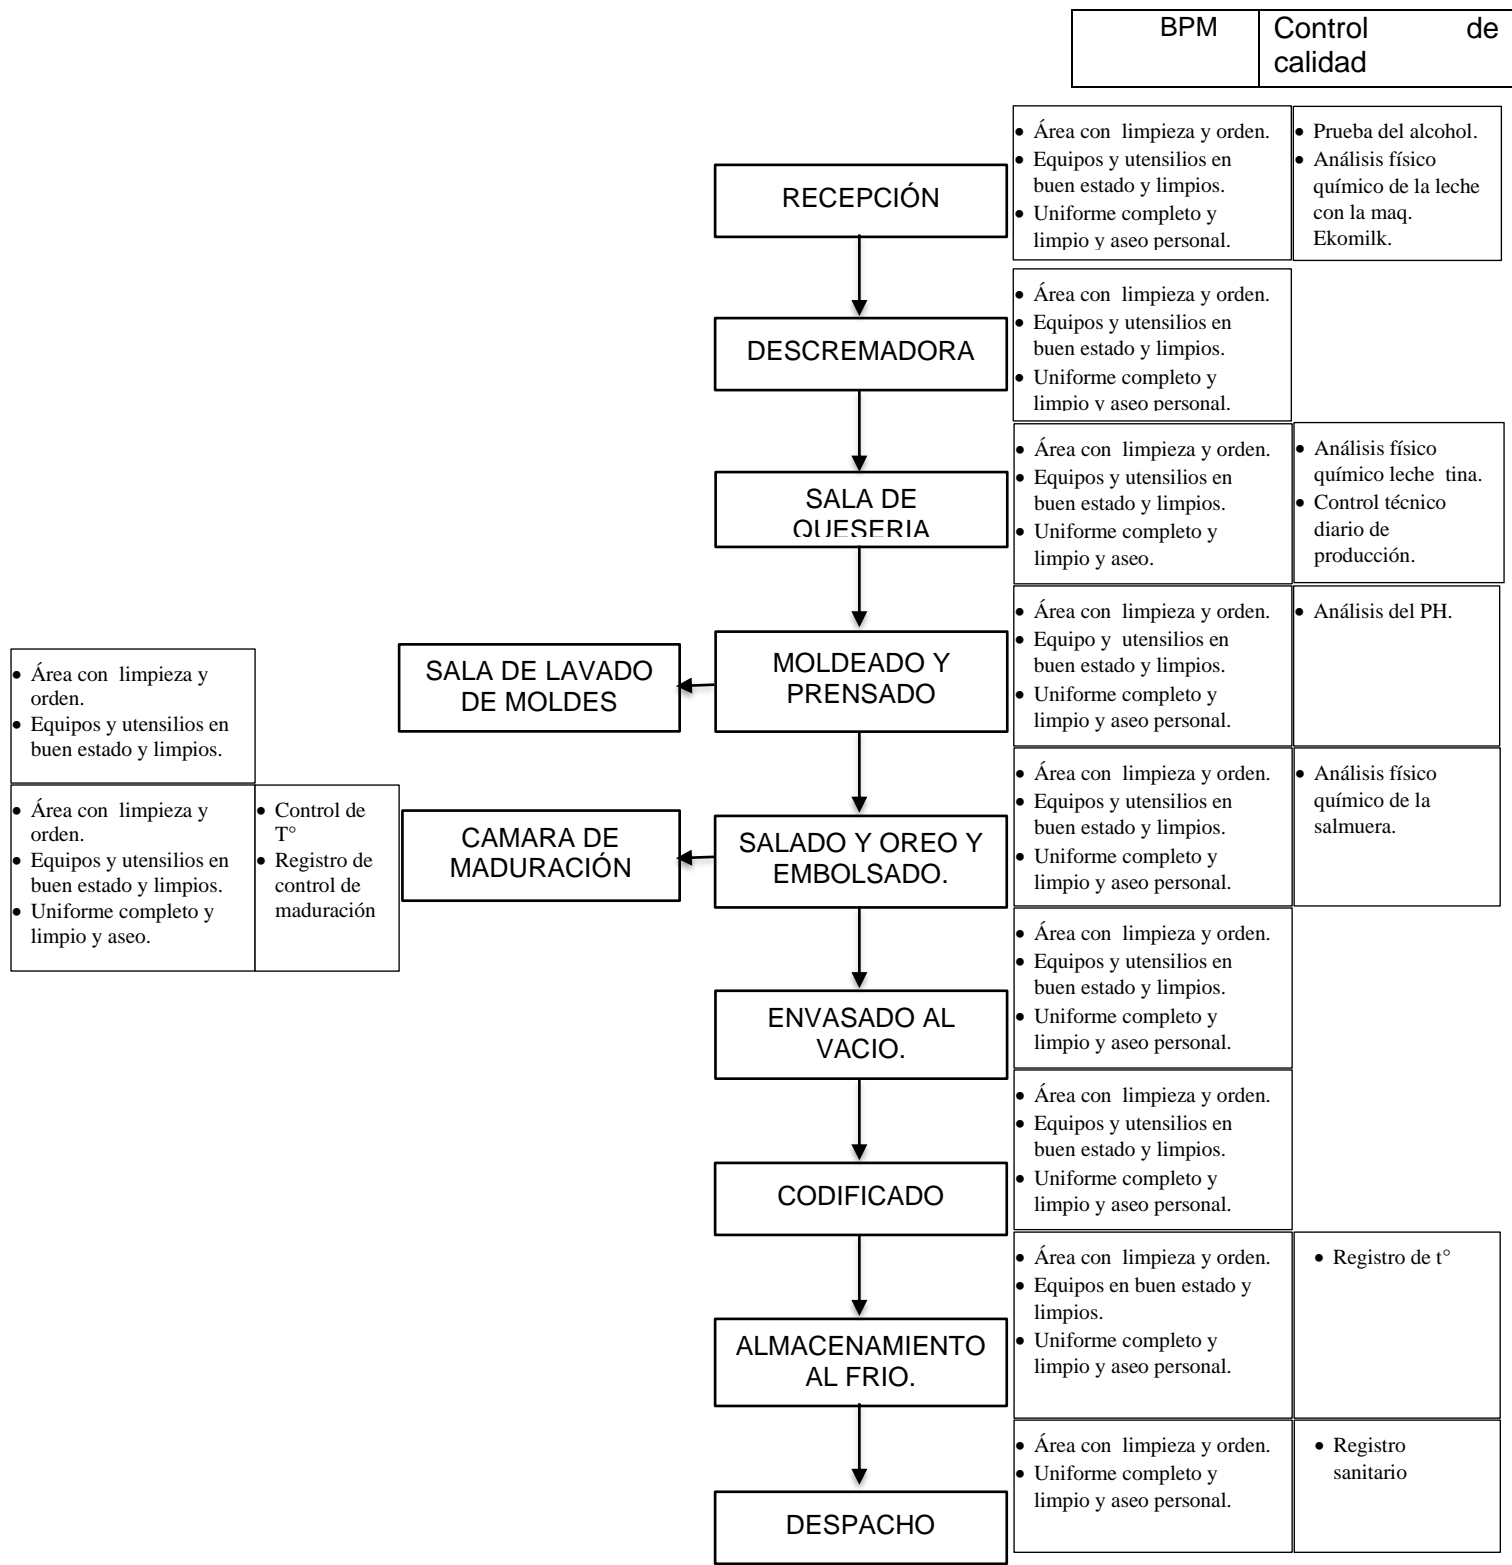 BPM
Control de
calidad
RECEPCIÓN
• Área con limpieza y orden.
• Equipos y utensilios en
buen estado y limpios.
• Uniforme completo y
limpio y aseo personal.
• Prueba del alcohol.
• Análisis físico
químico de la leche
con la maq.
Ekomilk.
DESCREMADORA
• Área con limpieza y orden.
• Equipos y utensilios en
buen estado y limpios.
• Uniforme completo y
limpio y aseo personal.
SALA DE
QUESERIA
• Área con limpieza y orden.
• Equipos y utensilios en
buen estado y limpios.
• Uniforme completo y
limpio y aseo.
• Análisis físico
químico leche tina.
• Control técnico
diario de
producción.
MOLDEADO Y
PRENSADO
• Área con limpieza y orden.
• Equipo y utensilios en
buen estado y limpios.
• Uniforme completo y
limpio y aseo personal.
• Análisis del PH.
SALA DE LAVADO
DE MOLDES
• Área con limpieza y
orden.
• Equipos y utensilios en
buen estado y limpios.
SALADO Y OREO Y
EMBOLSADO.
• Área con limpieza y orden.
• Equipos y utensilios en
buen estado y limpios.
• Uniforme completo y
limpio y aseo personal.
• Análisis físico
químico de la
salmuera.
CAMARA DE
MADURACIÓN
• Área con limpieza y
orden.
• Equipos y utensilios en
buen estado y limpios.
• Uniforme completo y
limpio y aseo.
• Control de
T°
• Registro de
control de
maduración
ENVASADO AL
VACIO.
• Área con limpieza y orden.
• Equipos y utensilios en
buen estado y limpios.
• Uniforme completo y
limpio y aseo personal.
CODIFICADO
• Área con limpieza y orden.
• Equipos y utensilios en
buen estado y limpios.
• Uniforme completo y
limpio y aseo personal.
ALMACENAMIENTO
AL FRIO.
• Área con limpieza y orden.
• Equipos en buen estado y
limpios.
• Uniforme completo y
limpio y aseo personal.
• Registro de t°
DESPACHO
• Área con limpieza y orden.
• Uniforme completo y
limpio y aseo personal.
• Registro
sanitario